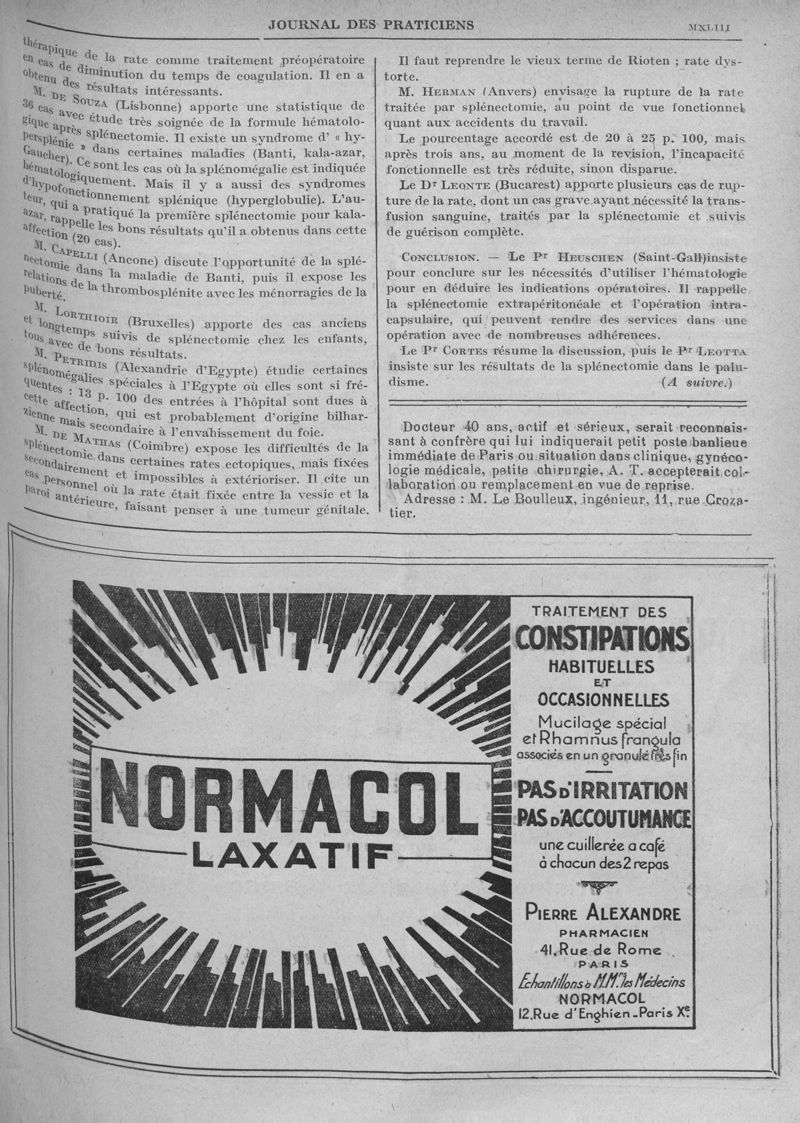 JOURNAL DES PRATICIENS
MXLIII
thérapique de la rate comme traitement préopératoire
en cas de diminution du temps de coagulation. Il en a
obtenu des résultats intéressants.
M. DE SOUZA (Lisbonne) apporte une statistique de
36 cas avec étude très soignée de la formule hématolo-
gique après splénectomie. Il existe un syndrome d' « hy-
persplénie » dans certaines maladies (Banti, kala-azar,
Gaucher). Ce sont les cas où la splénomégalie est indiquée
hématologiquement. Mais il y a aussi des syndromes
d'hypofonctionnement splénique (hyperglobulie). L'au-
teur, qui a pratiqué la première splénectomie pour kala-
azar, rappelle les bons résultats qu'il a obtenus dans cette
affection (20 cas).
M. CAPELLI (Ancone) discute l'opportunité de la splé-
nectomie dans la maladie de Banti, puis il expose les
relations de la thrombosplénite avec les ménorragies de la
puberté.
M. LORTHIOIR (Bruxelles) apporte des cas anciens
et longtemps suivis de splénectomie chez les enfants,
tous avec de bons résultats.
M. PETRIDIS (Alexandrie d'Egypte) étudie certaines
splénomégalies spéciales à l'Egypte où elles sont si fré-
quentes : 13 p. 100 des entrées à l'hôpital sont dues à
cette affection, qui est probablement d'origine bilhar-
zienne mais secondaire à l'envahissement du foie.
M. DE MATHAS (Coimbre) expose les difficultés de la
splénectomie dans certaines rates ectopiques, mais fixées
secondairement et impossibles à extérioriser. Il cite un
cas personnel où la rate était fixée entre la vessie et la
paroi antérieure, faisant penser à une tumeur génitale.
Il faut reprendre le vieux terme de Rioten ; rate dys-
torte.
M. HERMAN (Anvers) envisage la rupture de la rate
traitée par splénectomie, au point de vue fonctionnel
quant aux accidents du travail.
Le pourcentage accordé est de 20 à 25 p. 100, mais
après trois ans, au moment de la revision, l'incapacité
fonctionnelle est très réduite, sinon disparue.
Le Dr LEONTE (Bucarest) apporte plusieurs cas de rup-
ture de la rate, dont un cas grave ayant nécessité la trans-
fusion sanguine, traités par la splénectomie et suivis
de guérison complète.
CONCLUSION. — Le Pr HEUSCHEN (Saint-Gall)insiste
pour conclure sur les nécessités d'utiliser l'hématologie
pour en déduire les indications opératoires. Il rappelle
la splénectomie extrapéritonéale et l'opération intra-
capsulaire, qui peuvent rendre des services dans une
opération avec de nombreuses adhérences.
Le Pr CORTES résume la discussion, puis le Pr LEOTTA
insiste sur les résultats de la splénectomie dans le palu-
disme. (A suivre.)
Docteur 40 ans, actif et sérieux, serait reconnais-
sant à confrère qui lui indiquerait petit poste banlieue
immédiate de Paris ou situation dans clinique, gynéco-
logie médicale, petite chirurgie, A. T. accepterait col-
laboration ou remplacement en vue de reprise.
Adresse : M. Le Boulleux, ingénieur, 11, rue Croza-
tier.
NORMACOL
LAXATIF
TRAITEMENT DES
CONSTIPATIONS
HABITUELLES
ET
OCCASIONNELLES
Mucilage spécial
et Rhamnus frangula
associés en un granulé très fin
PAS D'IRRITATION
PAS D'ACCOUTUMANCE
une cuillerée a café
à chacun des 2 repas
PIERRE ALEXANDRE
PHARMACIEN
41, Rue de Rome
PARIS
Echantillons à M.M.rs les Médecins
NORMACOL
12, Rue d'Enghien - Paris Xe.